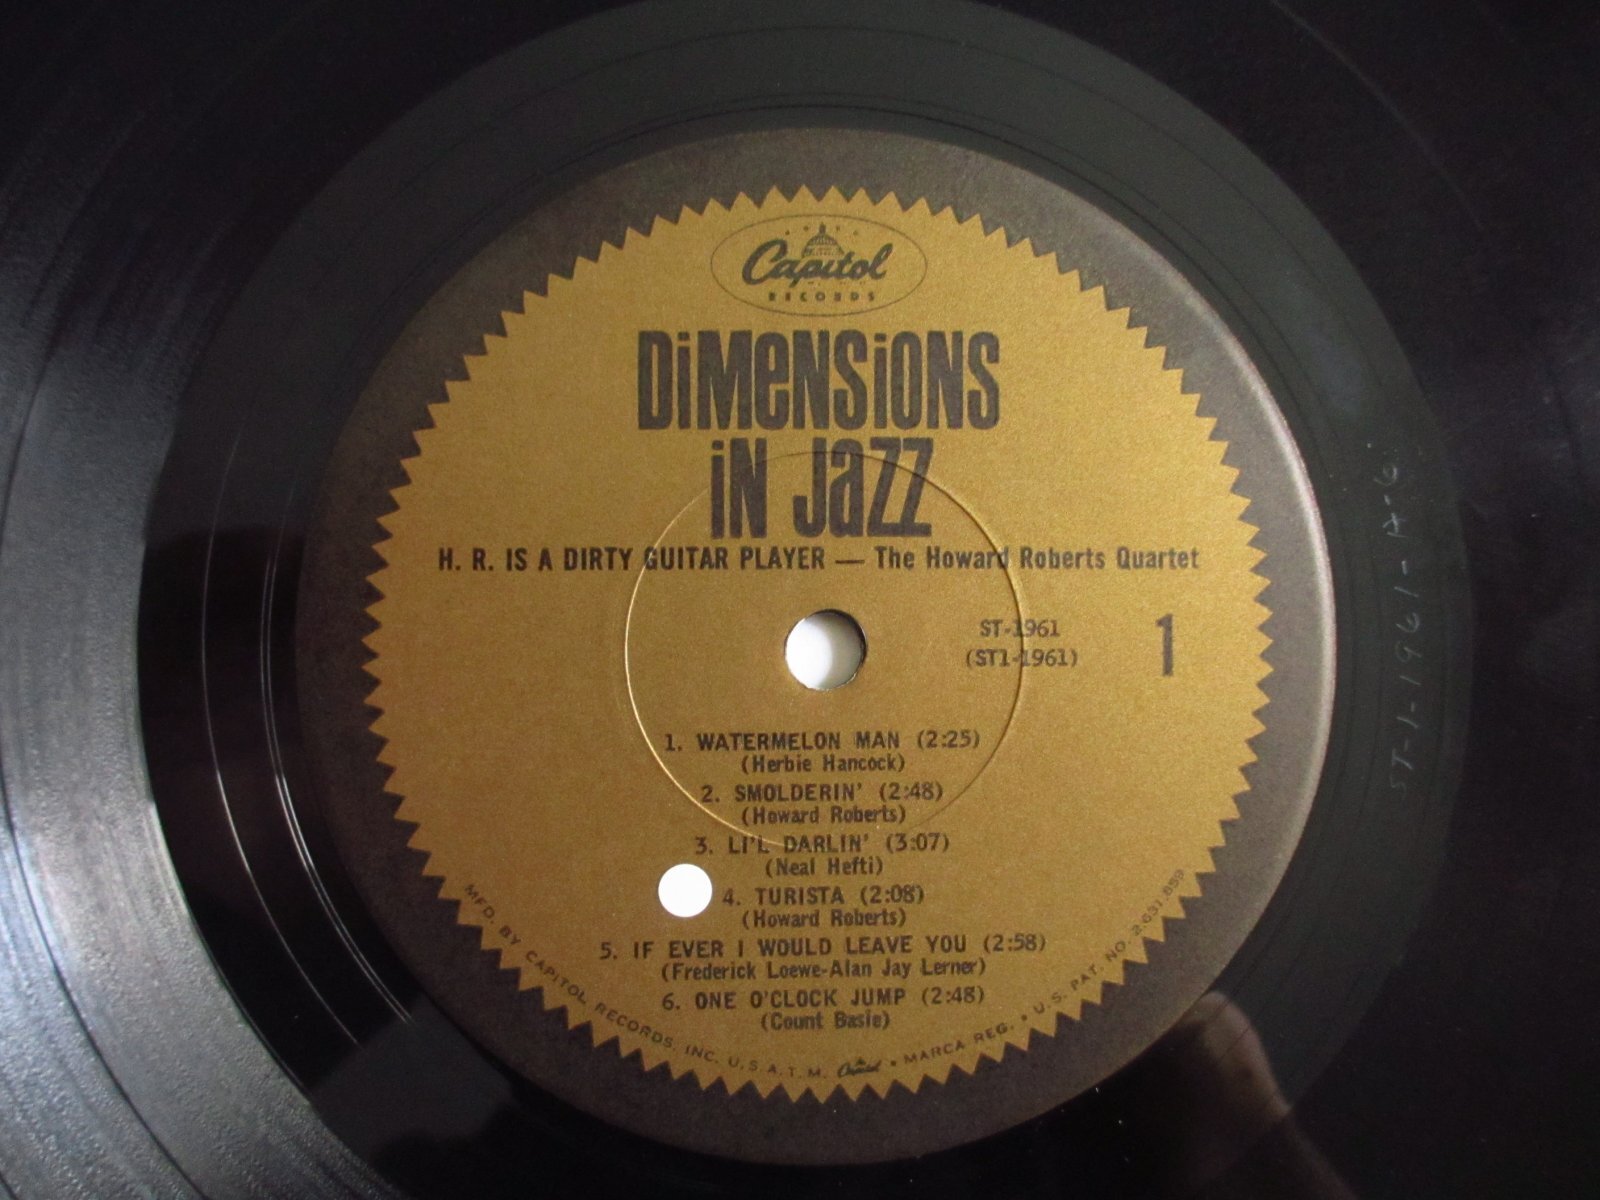 Capitol
RECORDS
DiMeNSiONS
iN JaZZ
H. R. IS A DIRTY GUITAR PLAYER — The Howard Roberts Quartet
ST-1961
(ST1-1961)
1
1. WATERMELON MAN (2:25)
(Herbie Hancock)
2. SMOLDERIN' (2:48)
(Howard Roberts)
3. LI'L DARLIN' (3:07)
(Neal Hefti)
4. TURISTA (2:08)
(Howard Roberts)
5. IF EVER I WOULD LEAVE YOU (2:58)
(Frederick Loewe-Alan Jay Lerner)
6. ONE O'CLOCK JUMP (2:48)
(Count Basie)
MFD. BY CAPITOL RECORDS, INC. U.S.A. T.M. Capitol • MARCA REG. • U.S. PAT. NO. 2,631,859